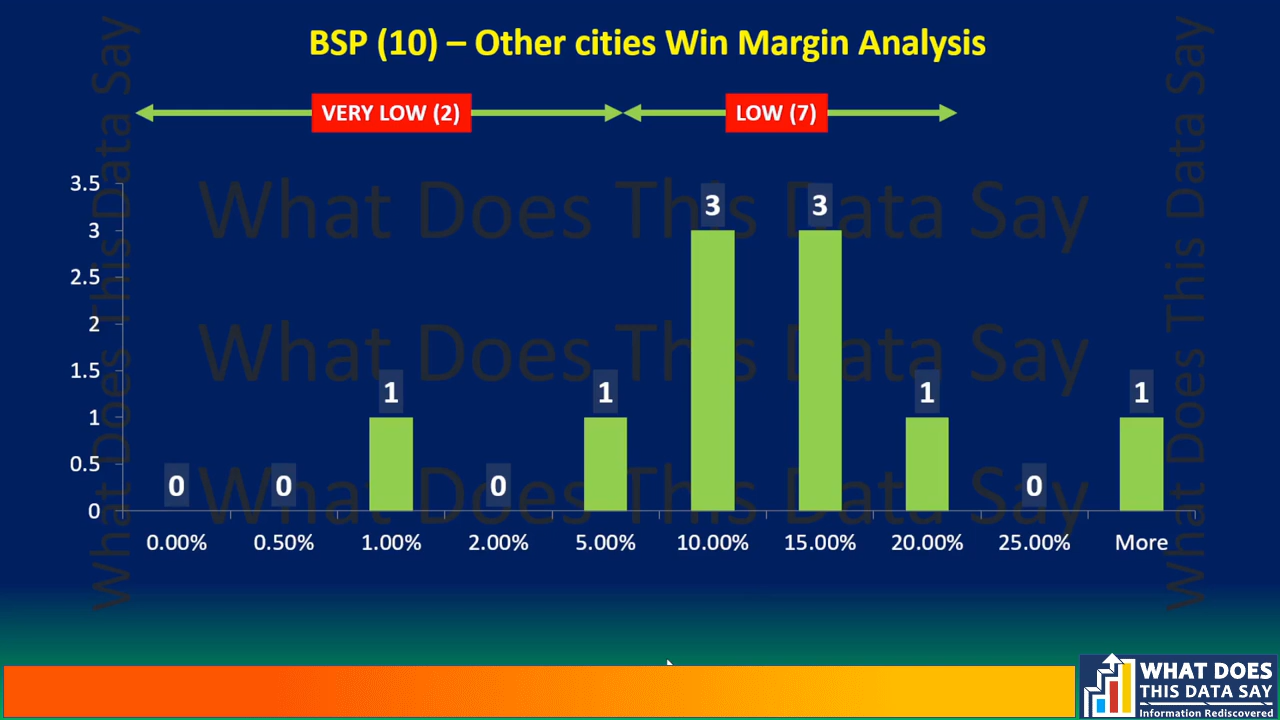 BSP (10) – Other cities Win Margin Analysis
VERY LOW (2)
LOW (7)
3.5
3
2.5
2
1.5
1
0.5
0
0
0
1
0
1
3
3
1
0
1
0.00%
0.50%
1.00%
2.00%
5.00%
10.00%
15.00%
20.00%
25.00%
More
What Does This Data Say
What Does This Data Say
What Does This Data Say
What Does This Data Say
What Does This Data Say
WHAT DOES
THIS DATA SAY
Information Rediscovered